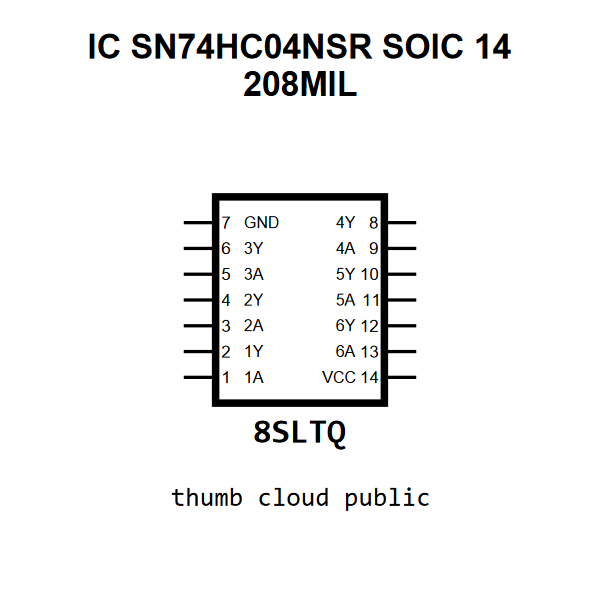 IC SN74HC04NSR SOIC 14
208MIL
7 GND 4Y 8
6 3Y 4A 9
5 3A 5Y 10
4 2Y 5A 11
3 2A 6Y 12
2 1Y 6A 13
1 1A VCC 14
8SLTQ
thumb cloud public